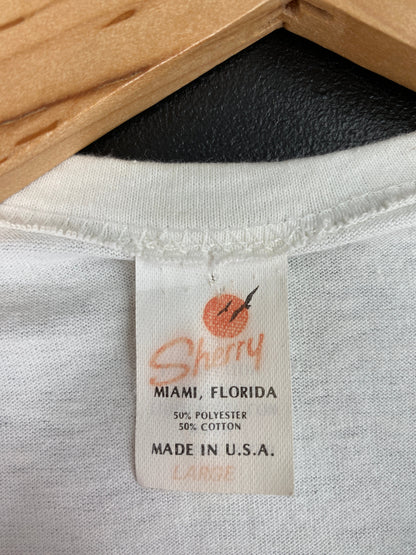 Sherry
MIAMI, FLORIDA
50% POLYESTER
50% COTTON
MADE IN U.S.A.
LARGE